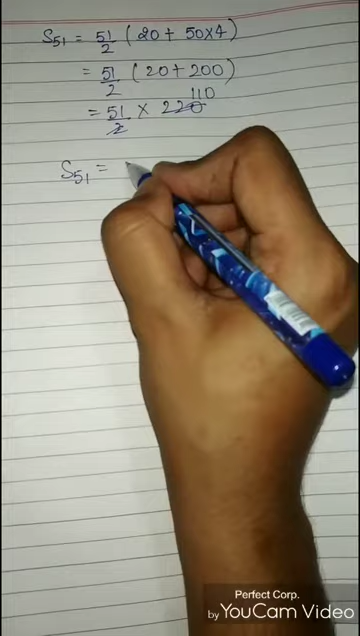 S₅₁ = 51/2 (20 + 50×4)
= 51/2 (20 + 200)
110
= 51/2 × 220
S₅₁ =
Perfect Corp.
by YouCam Video